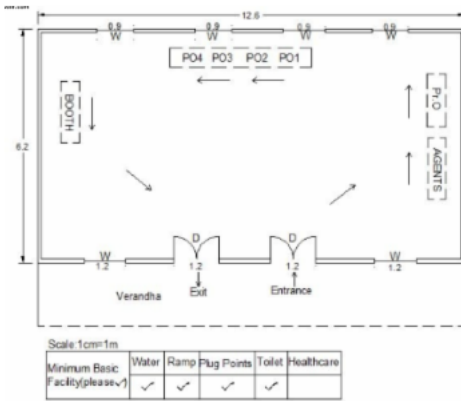 12.6
0.9 0.9 0.9 0.9
W W W W
PO4 PO3 PO2 PO1
BOOTH
Pr.O
AGENTS
6.2
W D D W
1.2 1.2 1.2 1.2
Verandha Exit Entrance
Scale:1cm=1m
Minimum Basic Facility(please✓) Water Ramp Plug Points Toilet Healthcare
✓ ✓ ✓ ✓